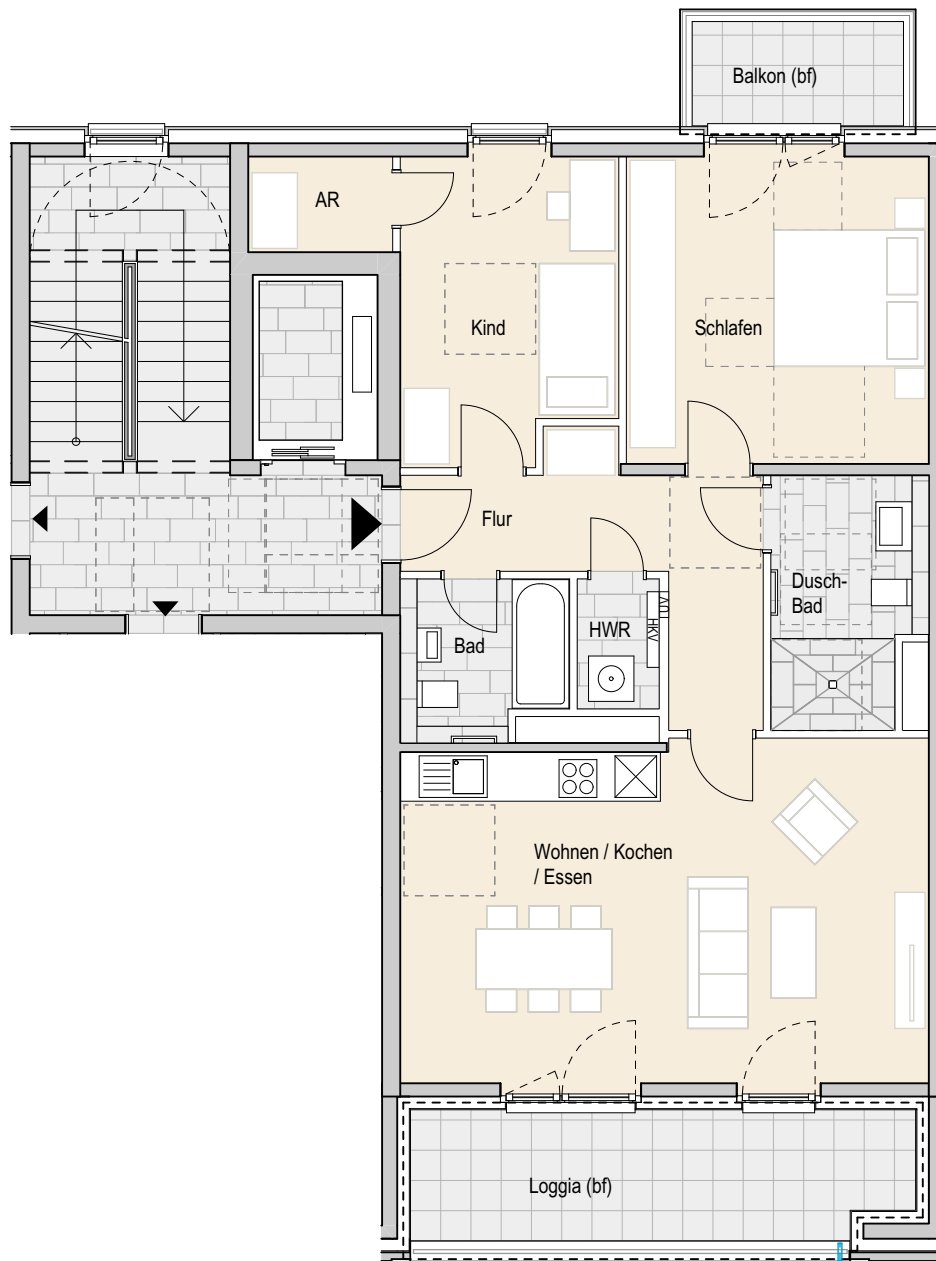 Balkon (bf)
AR
Kind
Schlafen
Flur
Dusch-
Bad
Bad
HWR
HKV
Wohnen / Kochen
/ Essen
Loggia (bf)